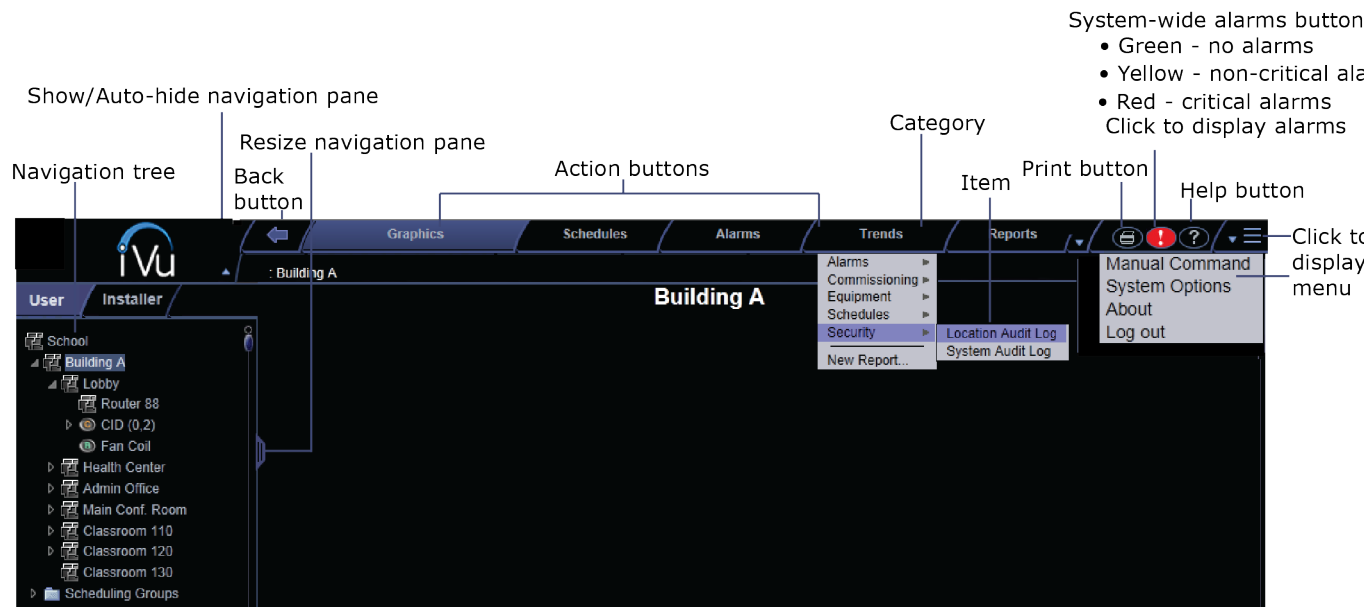 System-wide alarms button
• Green - no alarms
• Yellow - non-critical
• Red - critical alarms
Click to display alarms
Show/Auto-hide navigation pane
Resize navigation pane
Category
Navigation tree
Back
button
Action buttons
Item
Print button
Help button
iVu
Graphics
Schedules
Alarms
Trends
Reports
!
?
Click to
display
menu
: Building A
Building A
User
Installer
Alarms
Commissioning
Equipment
Schedules
Security
New Report...
Location Audit Log
System Audit Log
Manual Command
System Options
About
Log out
School
Building A
Lobby
Router 88
CID (0,2)
Fan Coil
Health Center
Admin Office
Main Conf. Room
Classroom 110
Classroom 120
Classroom 130
Scheduling Groups